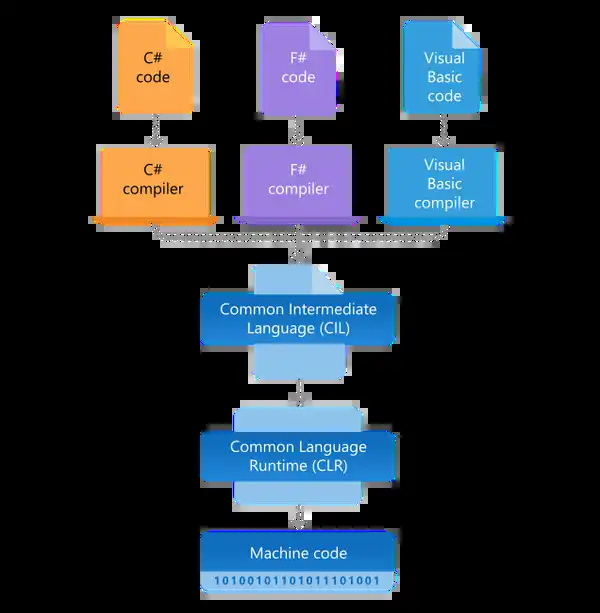 C#
code
F#
code
Visual
Basic
code
C#
compiler
F#
compiler
Visual
Basic
compiler
Common Intermediate
Language (CIL)
Common Language
Runtime (CLR)
Machine code
10100101101011101001